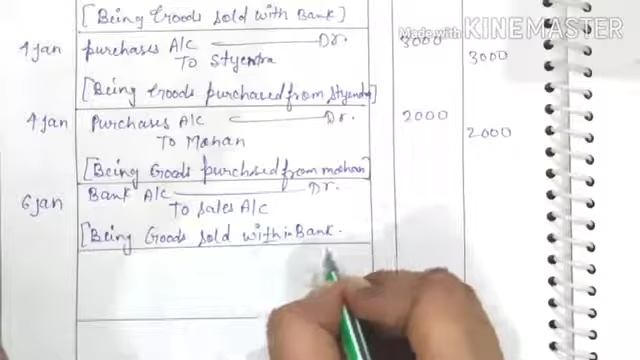 [Being Goods sold with Bank]
Made with KINEMASTER
4 Jan purchases A/c Dr. 3000
To Styendra 3000
[Being Goods purchased from Styendra]
4 Jan Purchases A/c Dr. 2000
To Mohan 2000
[Being Goods purchased from mohan]
6 Jan Bank A/c Dr.
To Sales A/c
[Being Goods sold with in Bank.